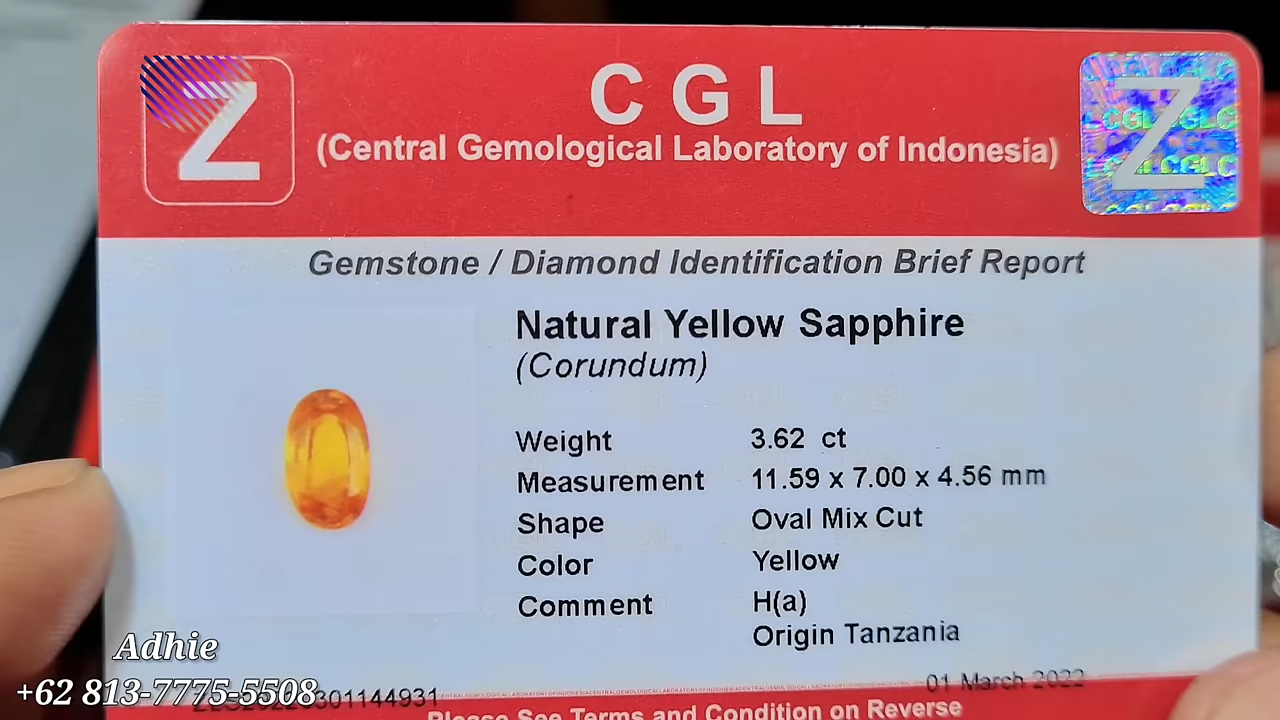 Z
CGL
(Central Gemological Laboratory of Indonesia)
Z
Gemstone / Diamond Identification Brief Report
Natural Yellow Sapphire
(Corundum)
Weight 3.62 ct
Measurement 11.59 x 7.00 x 4.56 mm
Shape Oval Mix Cut
Color Yellow
Comment H(a)
Origin Tanzania
Adhie
+62 813-7775-5508
301144931
01 March 2022
Please See Terms and Condition on Reverse